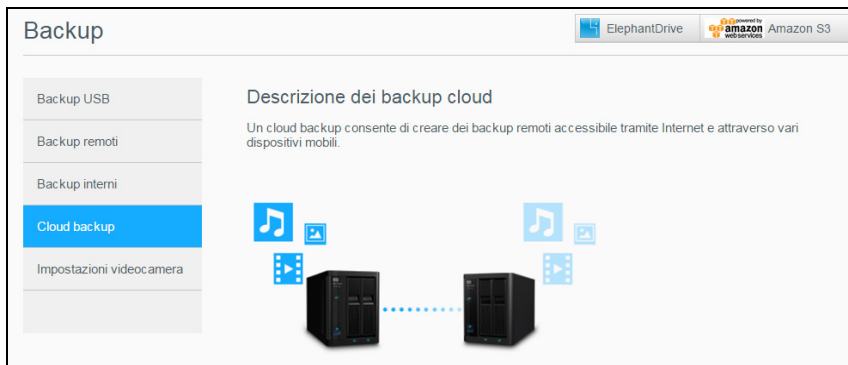 Backup
ElephantDrive
powered by
amazon
webservices
Amazon S3
Backup USB
Backup remoti
Backup interni
Cloud backup
Impostazioni videocamera
Descrizione dei backup cloud
Un cloud backup consente di creare dei backup remoti accessibile tramite Internet e attraverso vari
dispositivi mobili.